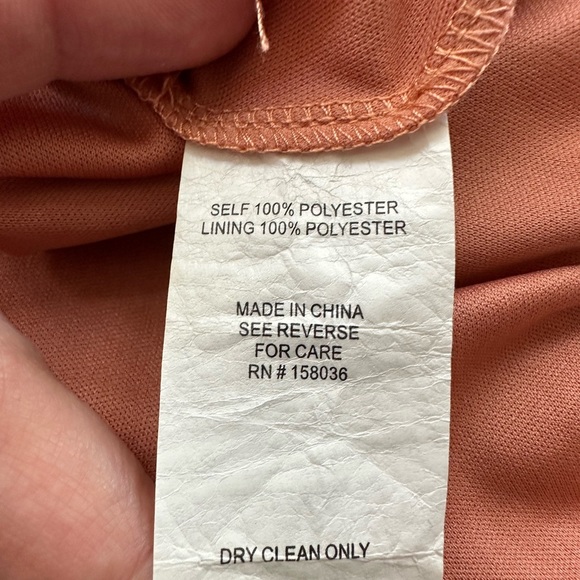 SELF 100% POLYESTER
LINING 100% POLYESTER
MADE IN CHINA
SEE REVERSE
FOR CARE
RN # 158036
DRY CLEAN ONLY